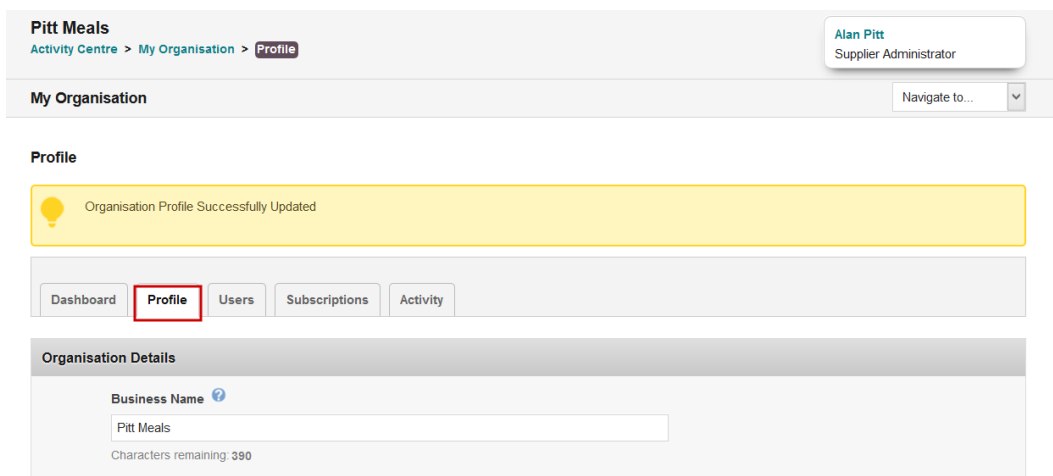 Pitt Meals
Activity Centre > My Organisation > Profile
Alan Pitt
Supplier Administrator
My Organisation
Navigate to...
Profile
Organisation Profile Successfully Updated
Dashboard Profile Users Subscriptions Activity
Organisation Details
Business Name ?
Pitt Meals
Characters remaining: 390